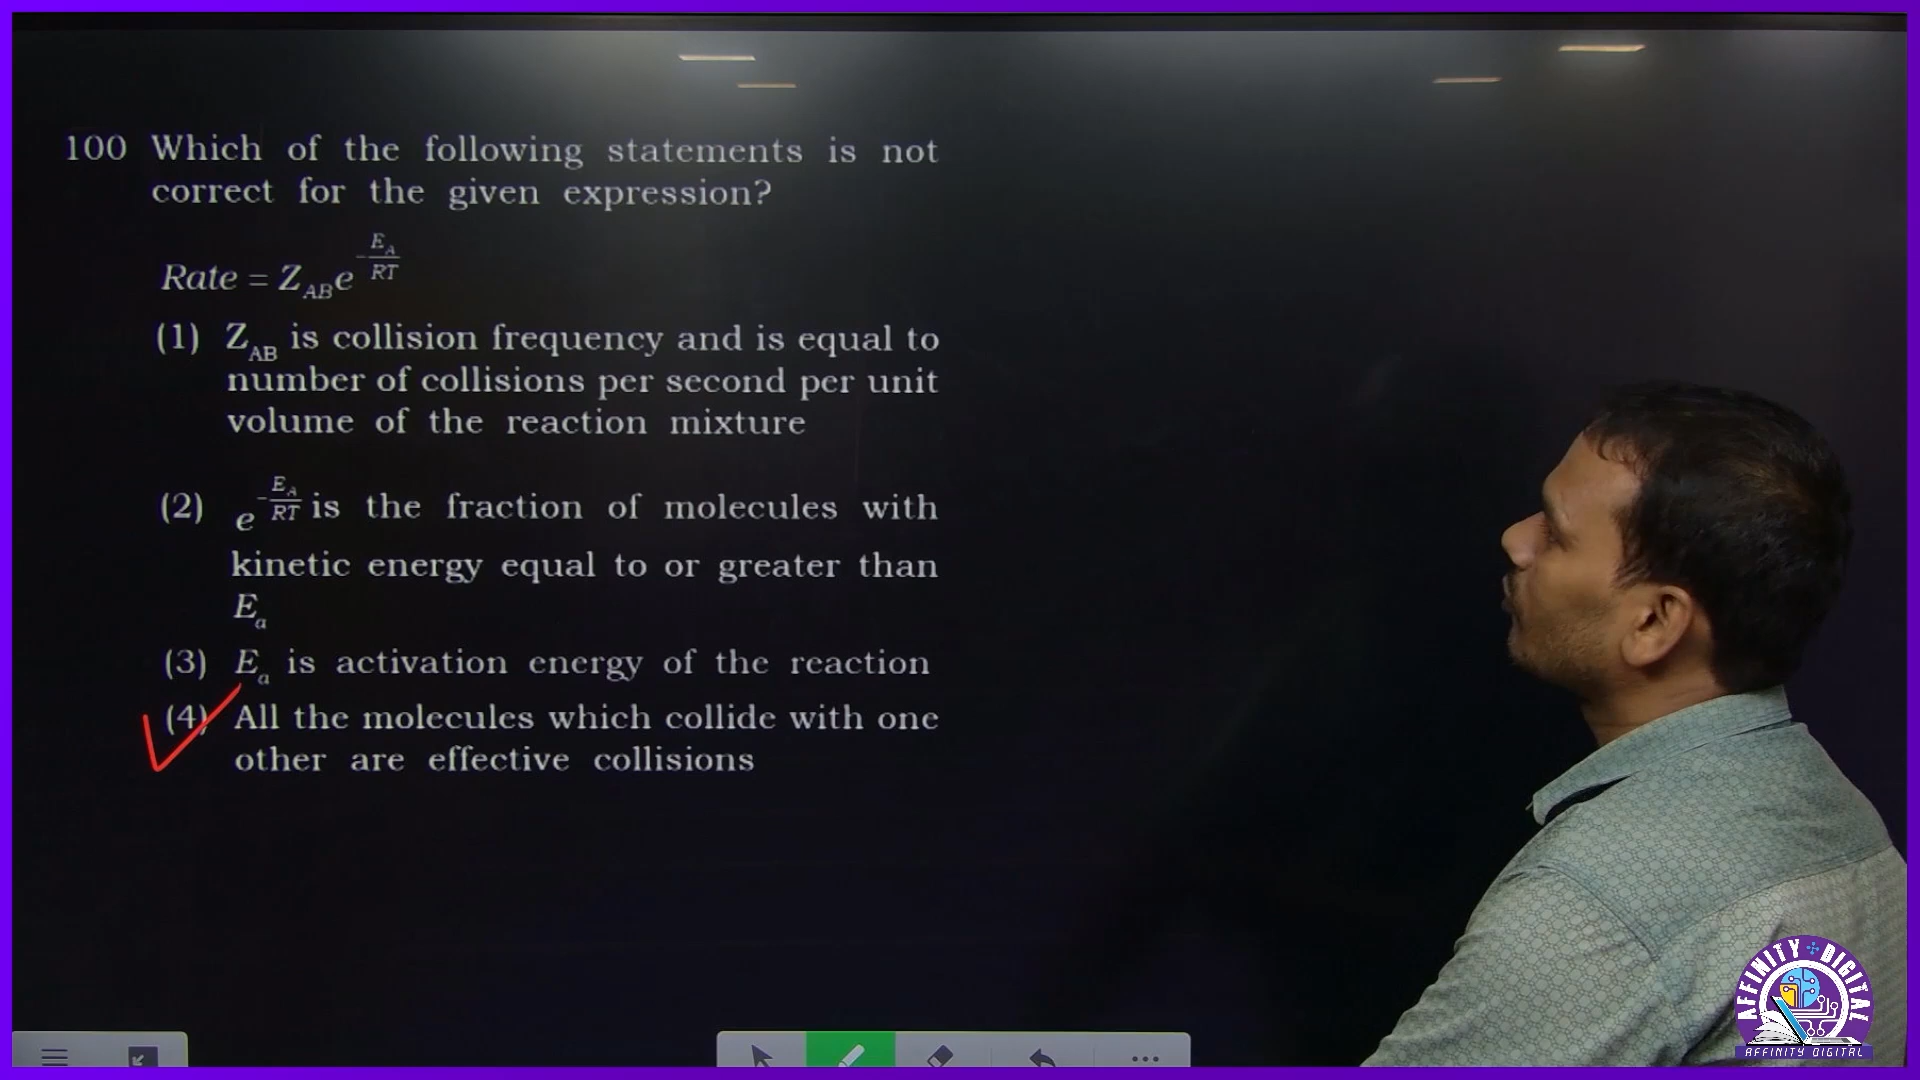 100 Which of the following statements is not
correct for the given expression?
Rate = Z_AB e^(-E_A/RT)
(1) Z_AB is collision frequency and is equal to
number of collisions per second per unit
volume of the reaction mixture
(2) e^(-E_A/RT) is the fraction of molecules with
kinetic energy equal to or greater than
E_a
(3) E_a is activation energy of the reaction
(4) All the molecules which collide with one
other are effective collisions
AFFINITY DIGITAL
AFFINITY DIGITAL